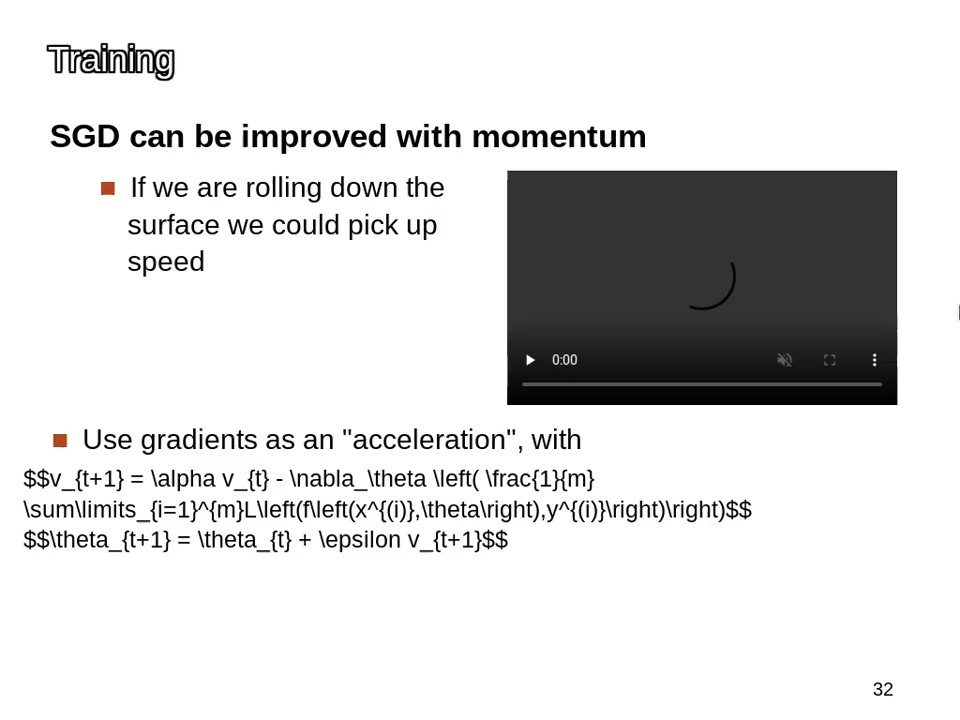 Training
SGD can be improved with momentum
If we are rolling down the
surface we could pick up
speed
0:00
Use gradients as an "acceleration", with
$$v_{t+1} = \alpha v_{t} - \nabla_\theta \left( \frac{1}{m}
\sum\limits_{i=1}^{m}L\left(f\left(x^{(i)},\theta\right),y^{(i)}\right)\right)$$
$$\theta_{t+1} = \theta_{t} + \epsilon v_{t+1}$$
32